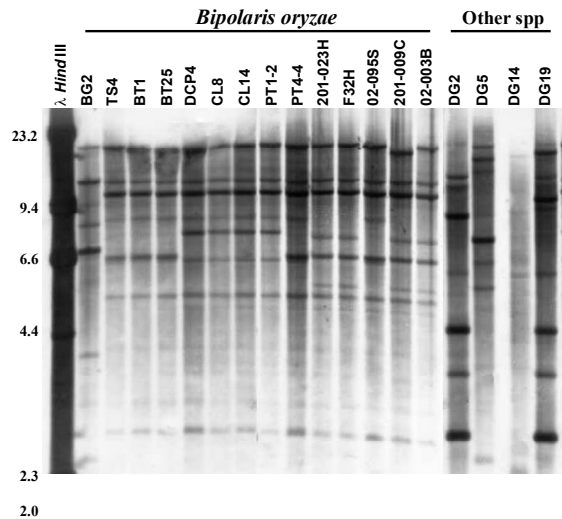 Bipolaris oryzae
Other spp
λ Hind III
BG2
TS4
BT1
BT25
DCP4
CL8
CL14
PT1-2
PT4-4
201-023H
F32H
02-095S
201-009C
02-003B
DG2
DG5
DG14
DG19
23.2
9.4
6.6
4.4
2.3
2.0